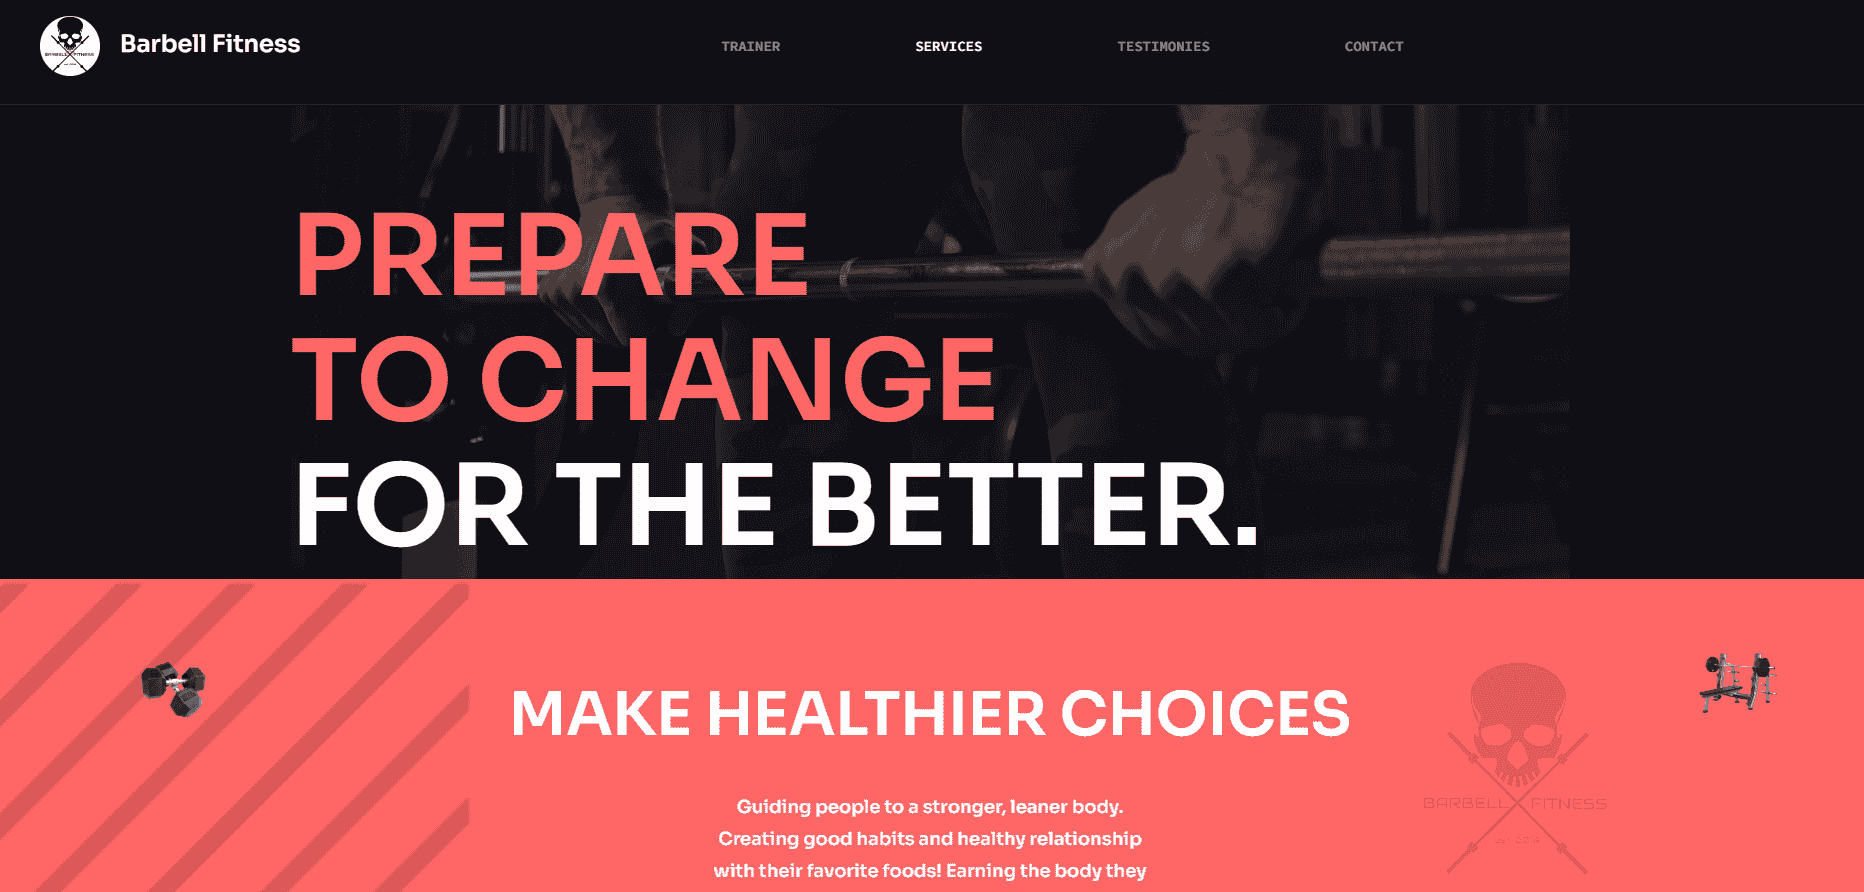 Barbell Fitness
TRAINER
SERVICES
TESTIMONIES
CONTACT
PREPARE
TO CHANGE
FOR THE BETTER.
MAKE HEALTHIER CHOICES
Guiding people to a stronger, leaner body.
Creating good habits and healthy relationship
with their favorite foods! Earning the body they
BARBELL FITNESS